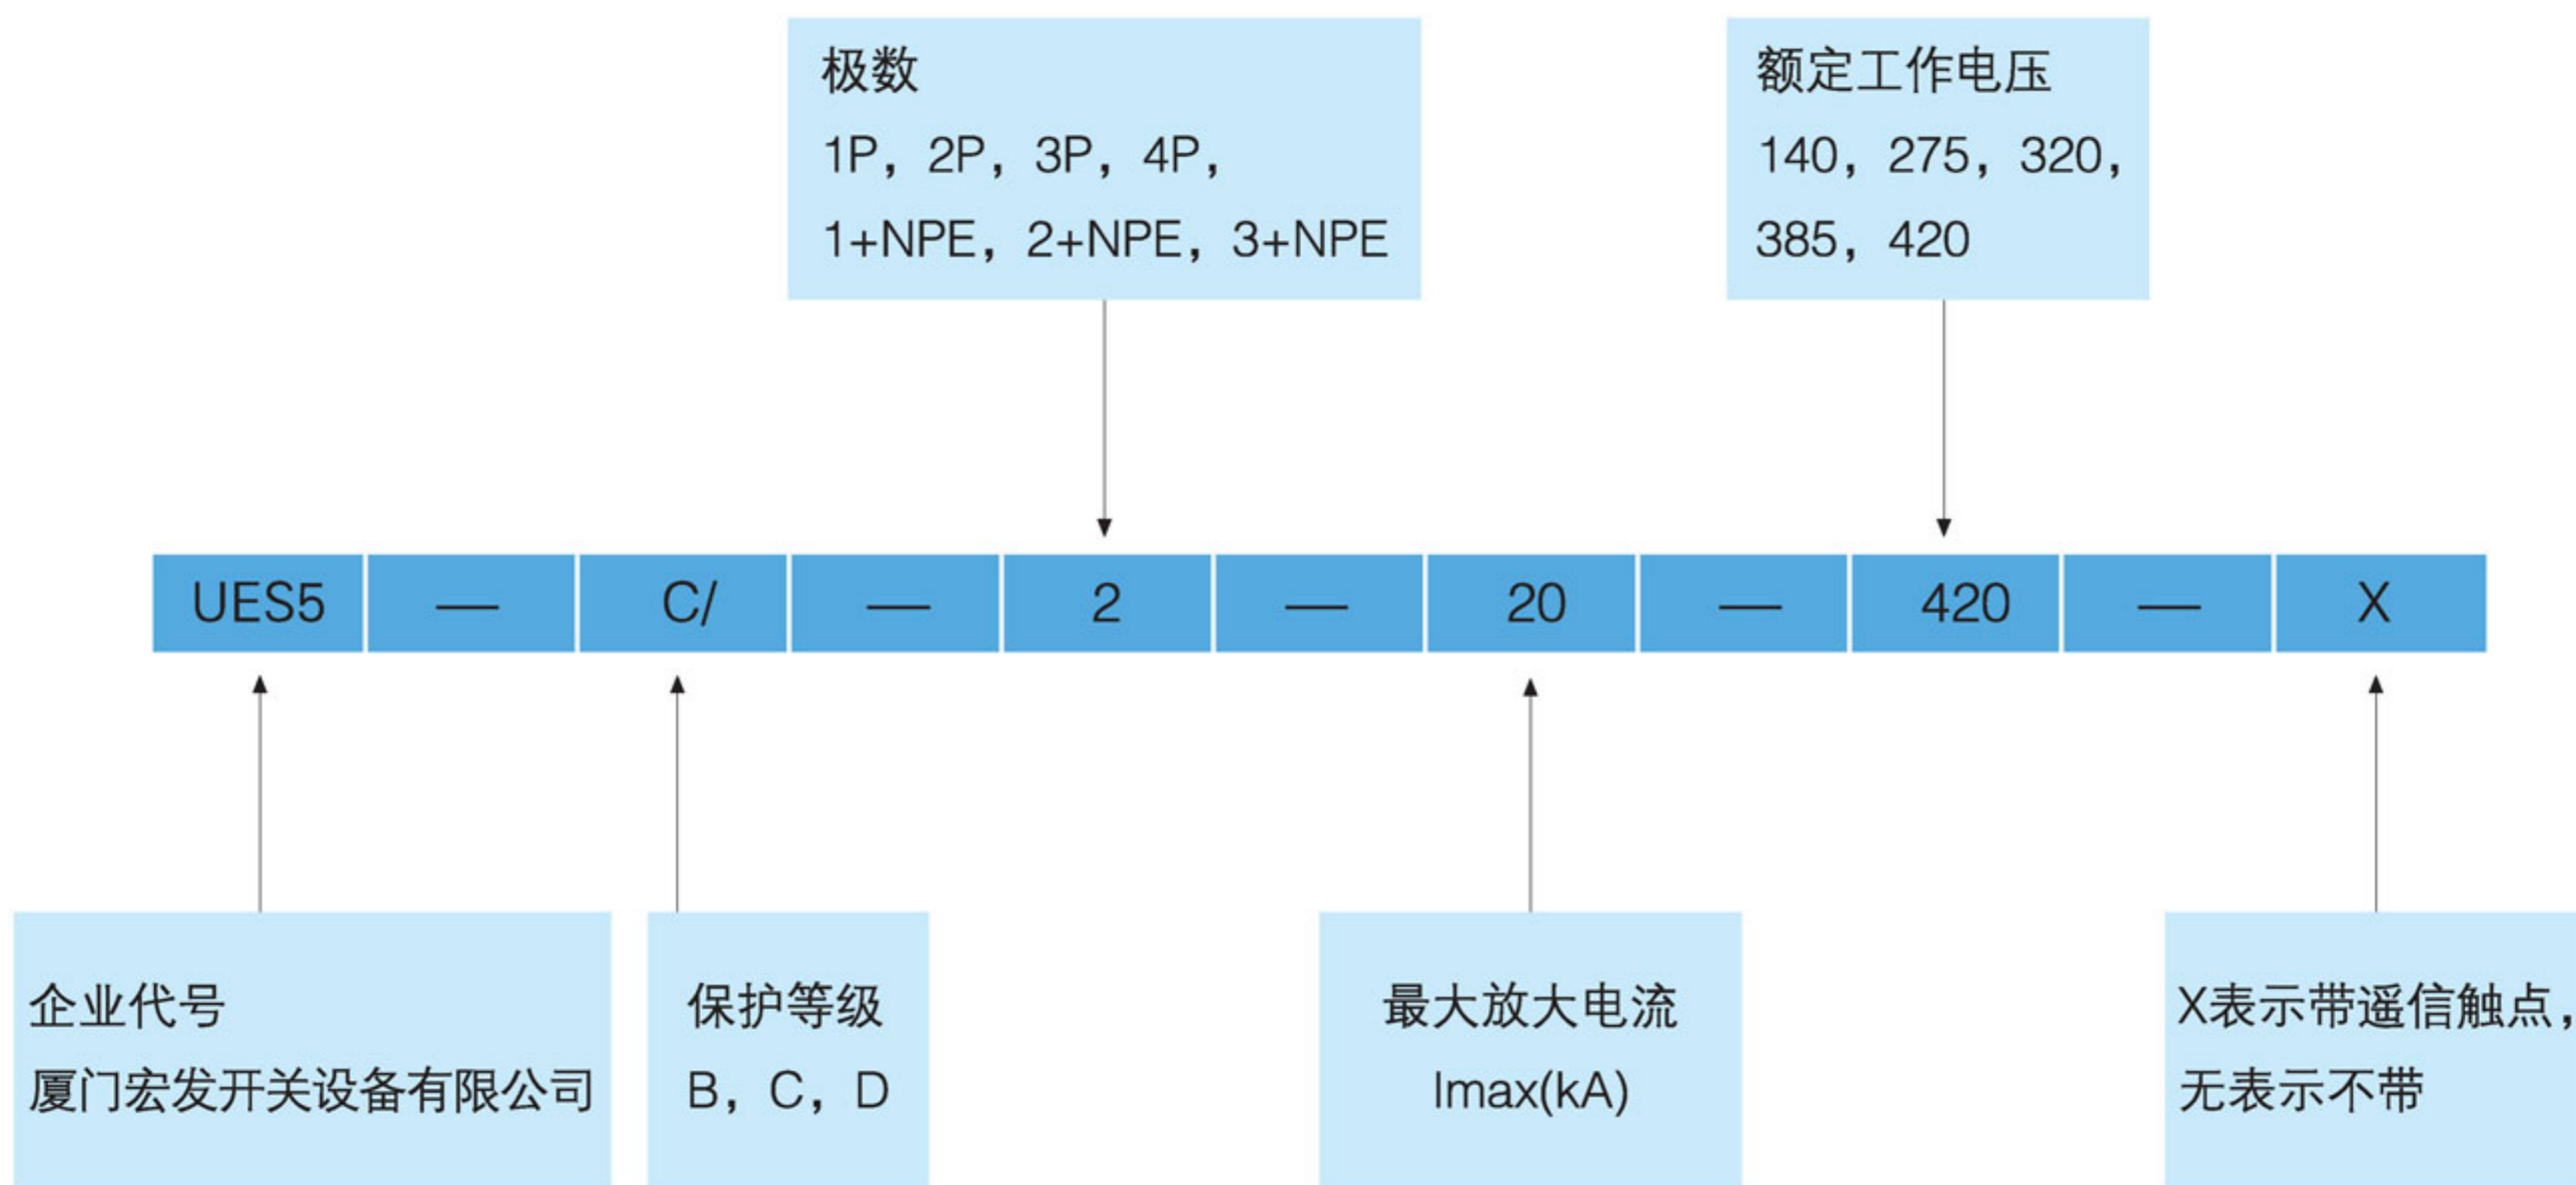 极数
1P，2P，3P，4P，
1+NPE，2+NPE，3+NPE
额定工作电压
140，275，320，
385，420
UES5 — C/ — 2 — 20 — 420 — X
企业代号
厦门宏发开关设备有限公司
保护等级
B，C，D
最大放大电流
Imax(kA)
X表示带遥信触点，
无表示不带